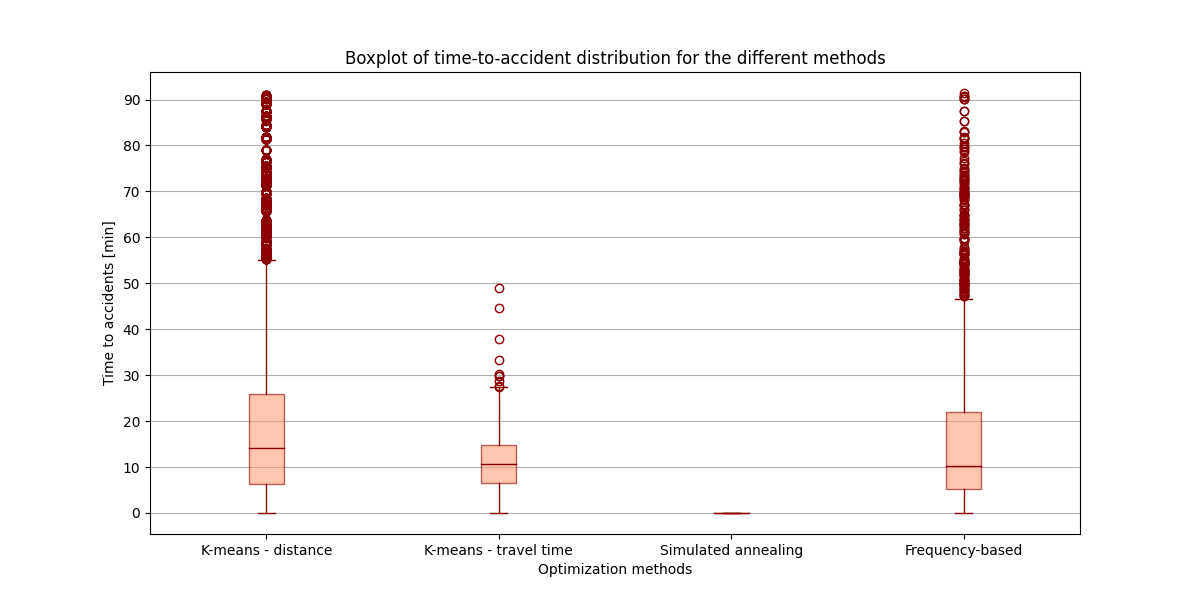 Boxplot of time-to-accident distribution for the different methods
Time to accidents [min]
90
80
70
60
50
40
30
20
10
0
K-means - distance
K-means - travel time
Simulated annealing
Frequency-based
Optimization methods